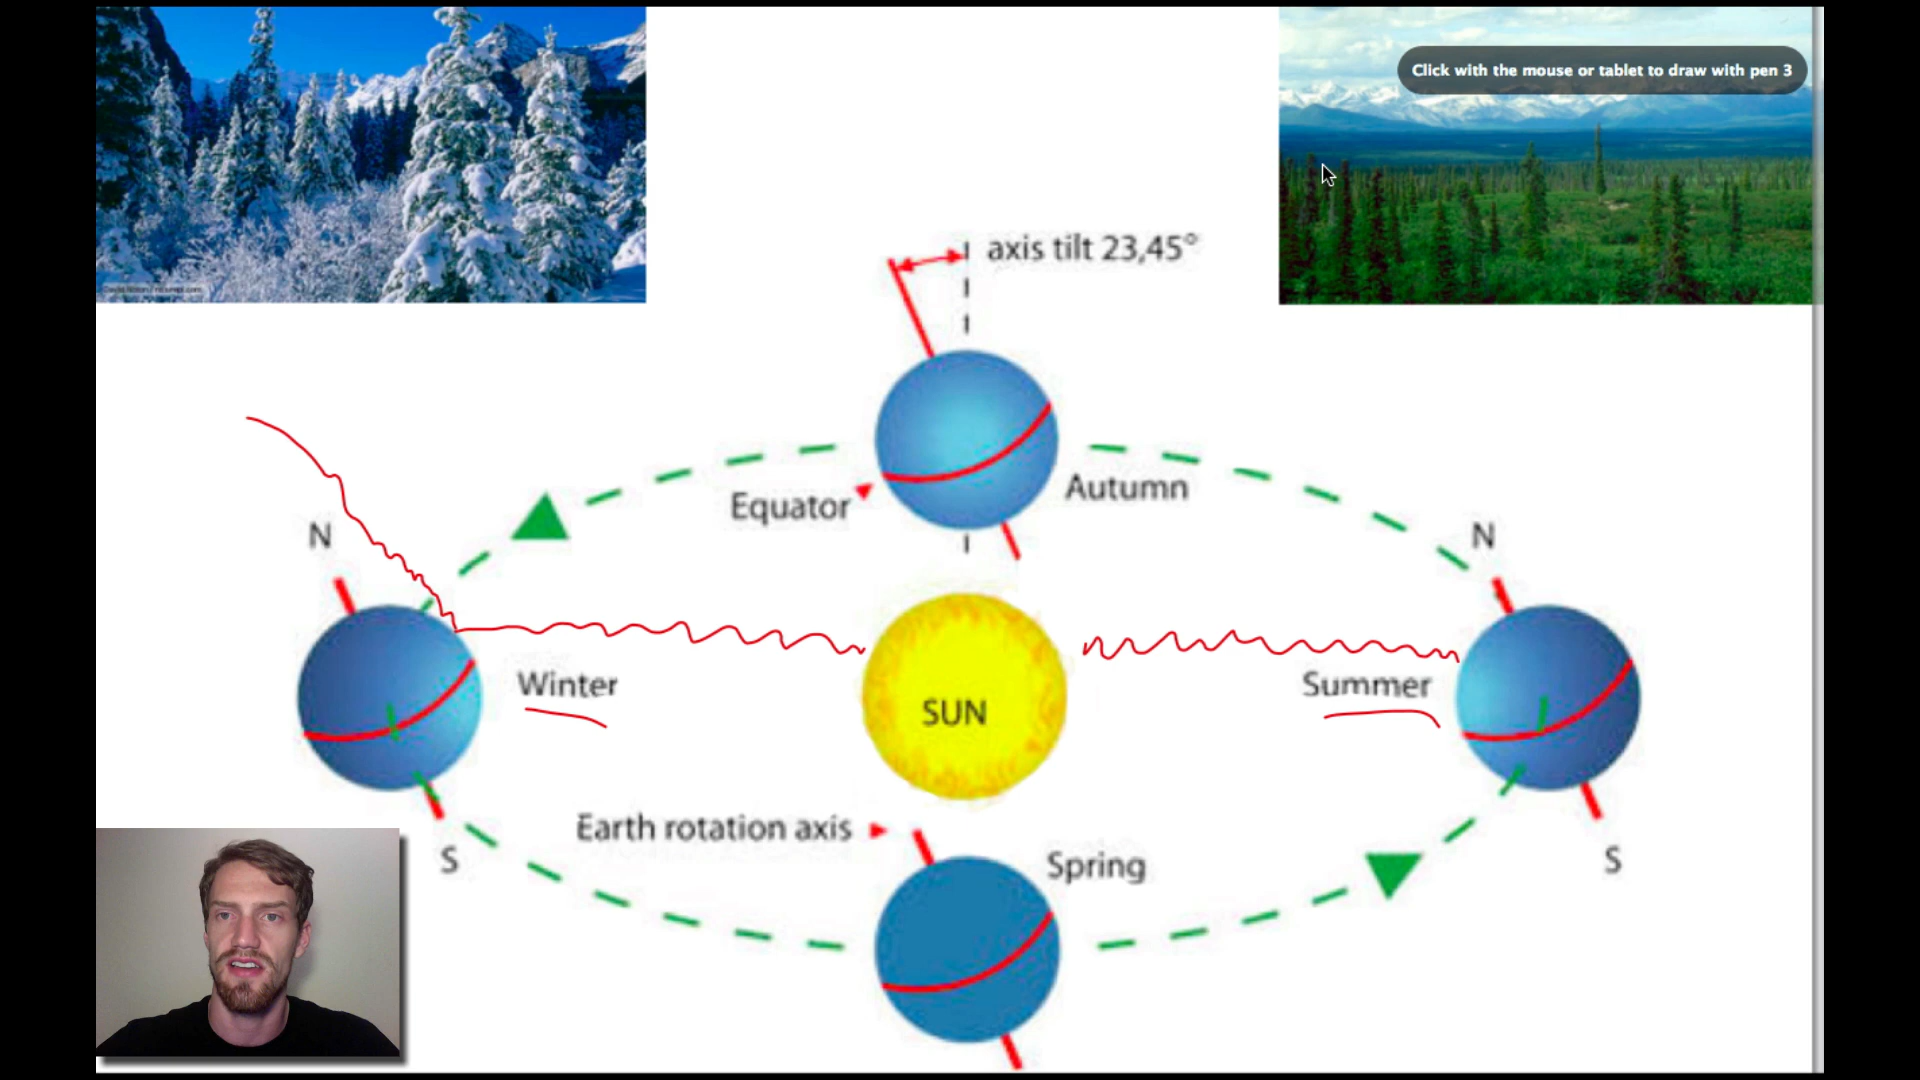 Click with the mouse or tablet to draw with pen 3
axis tilt 23,45°
Equator
Autumn
N
N
Winter
SUN
Summer
Earth rotation axis
Spring
S
S